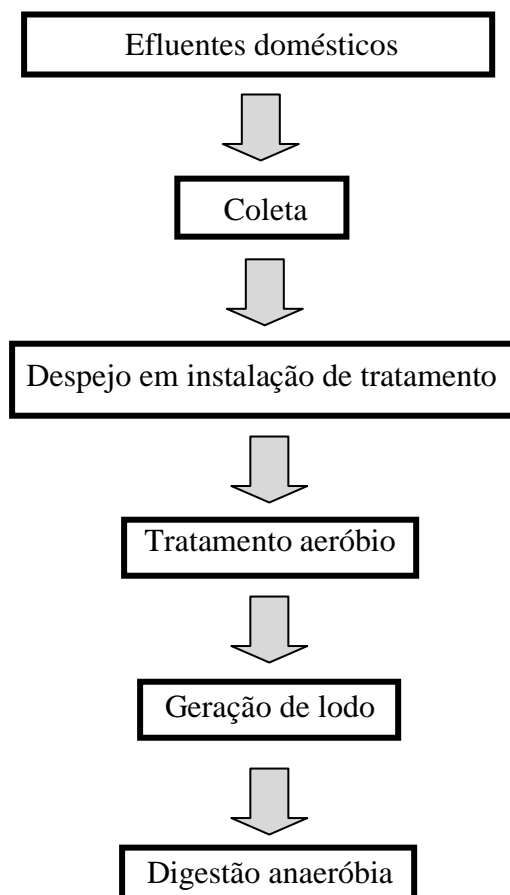 Efluentes domésticos
Coleta
Despejo em instalação de tratamento
Tratamento aeróbio
Geração de lodo
Digestão anaeróbia